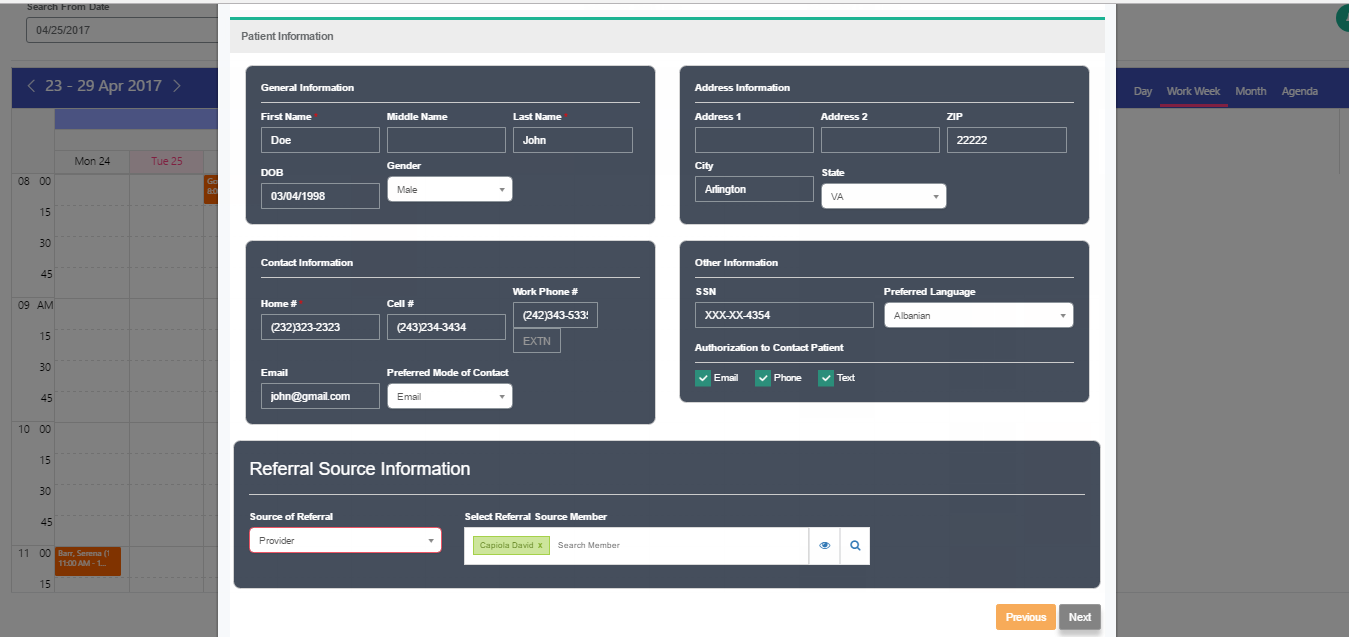 Search From Date
04/25/2017
23 - 29 Apr 2017
Day Work Week Month Agenda
Mon 24 Tue 25
08 00
15
30
45
09 AM
15
30
45
10 00
15
30
45
11 00
15
Barr, Serena (1
11:00 AM - 1...
Patient Information
General Information
First Name * Middle Name Last Name *
Doe John
DOB Gender
03/04/1998 Male
Address Information
Address 1 Address 2 ZIP
22222
City State
Arlington VA
Contact Information
Home # * Cell # Work Phone #
(232)323-2323 (243)234-3434 (242)343-533
EXTN
Email Preferred Mode of Contact
john@gmail.com Email
Other Information
SSN Preferred Language
XXX-XX-4354 Albanian
Authorization to Contact Patient
Email Phone Text
Referral Source Information
Source of Referral Select Referral Source Member
Provider Capiola David x Search Member
Previous Next